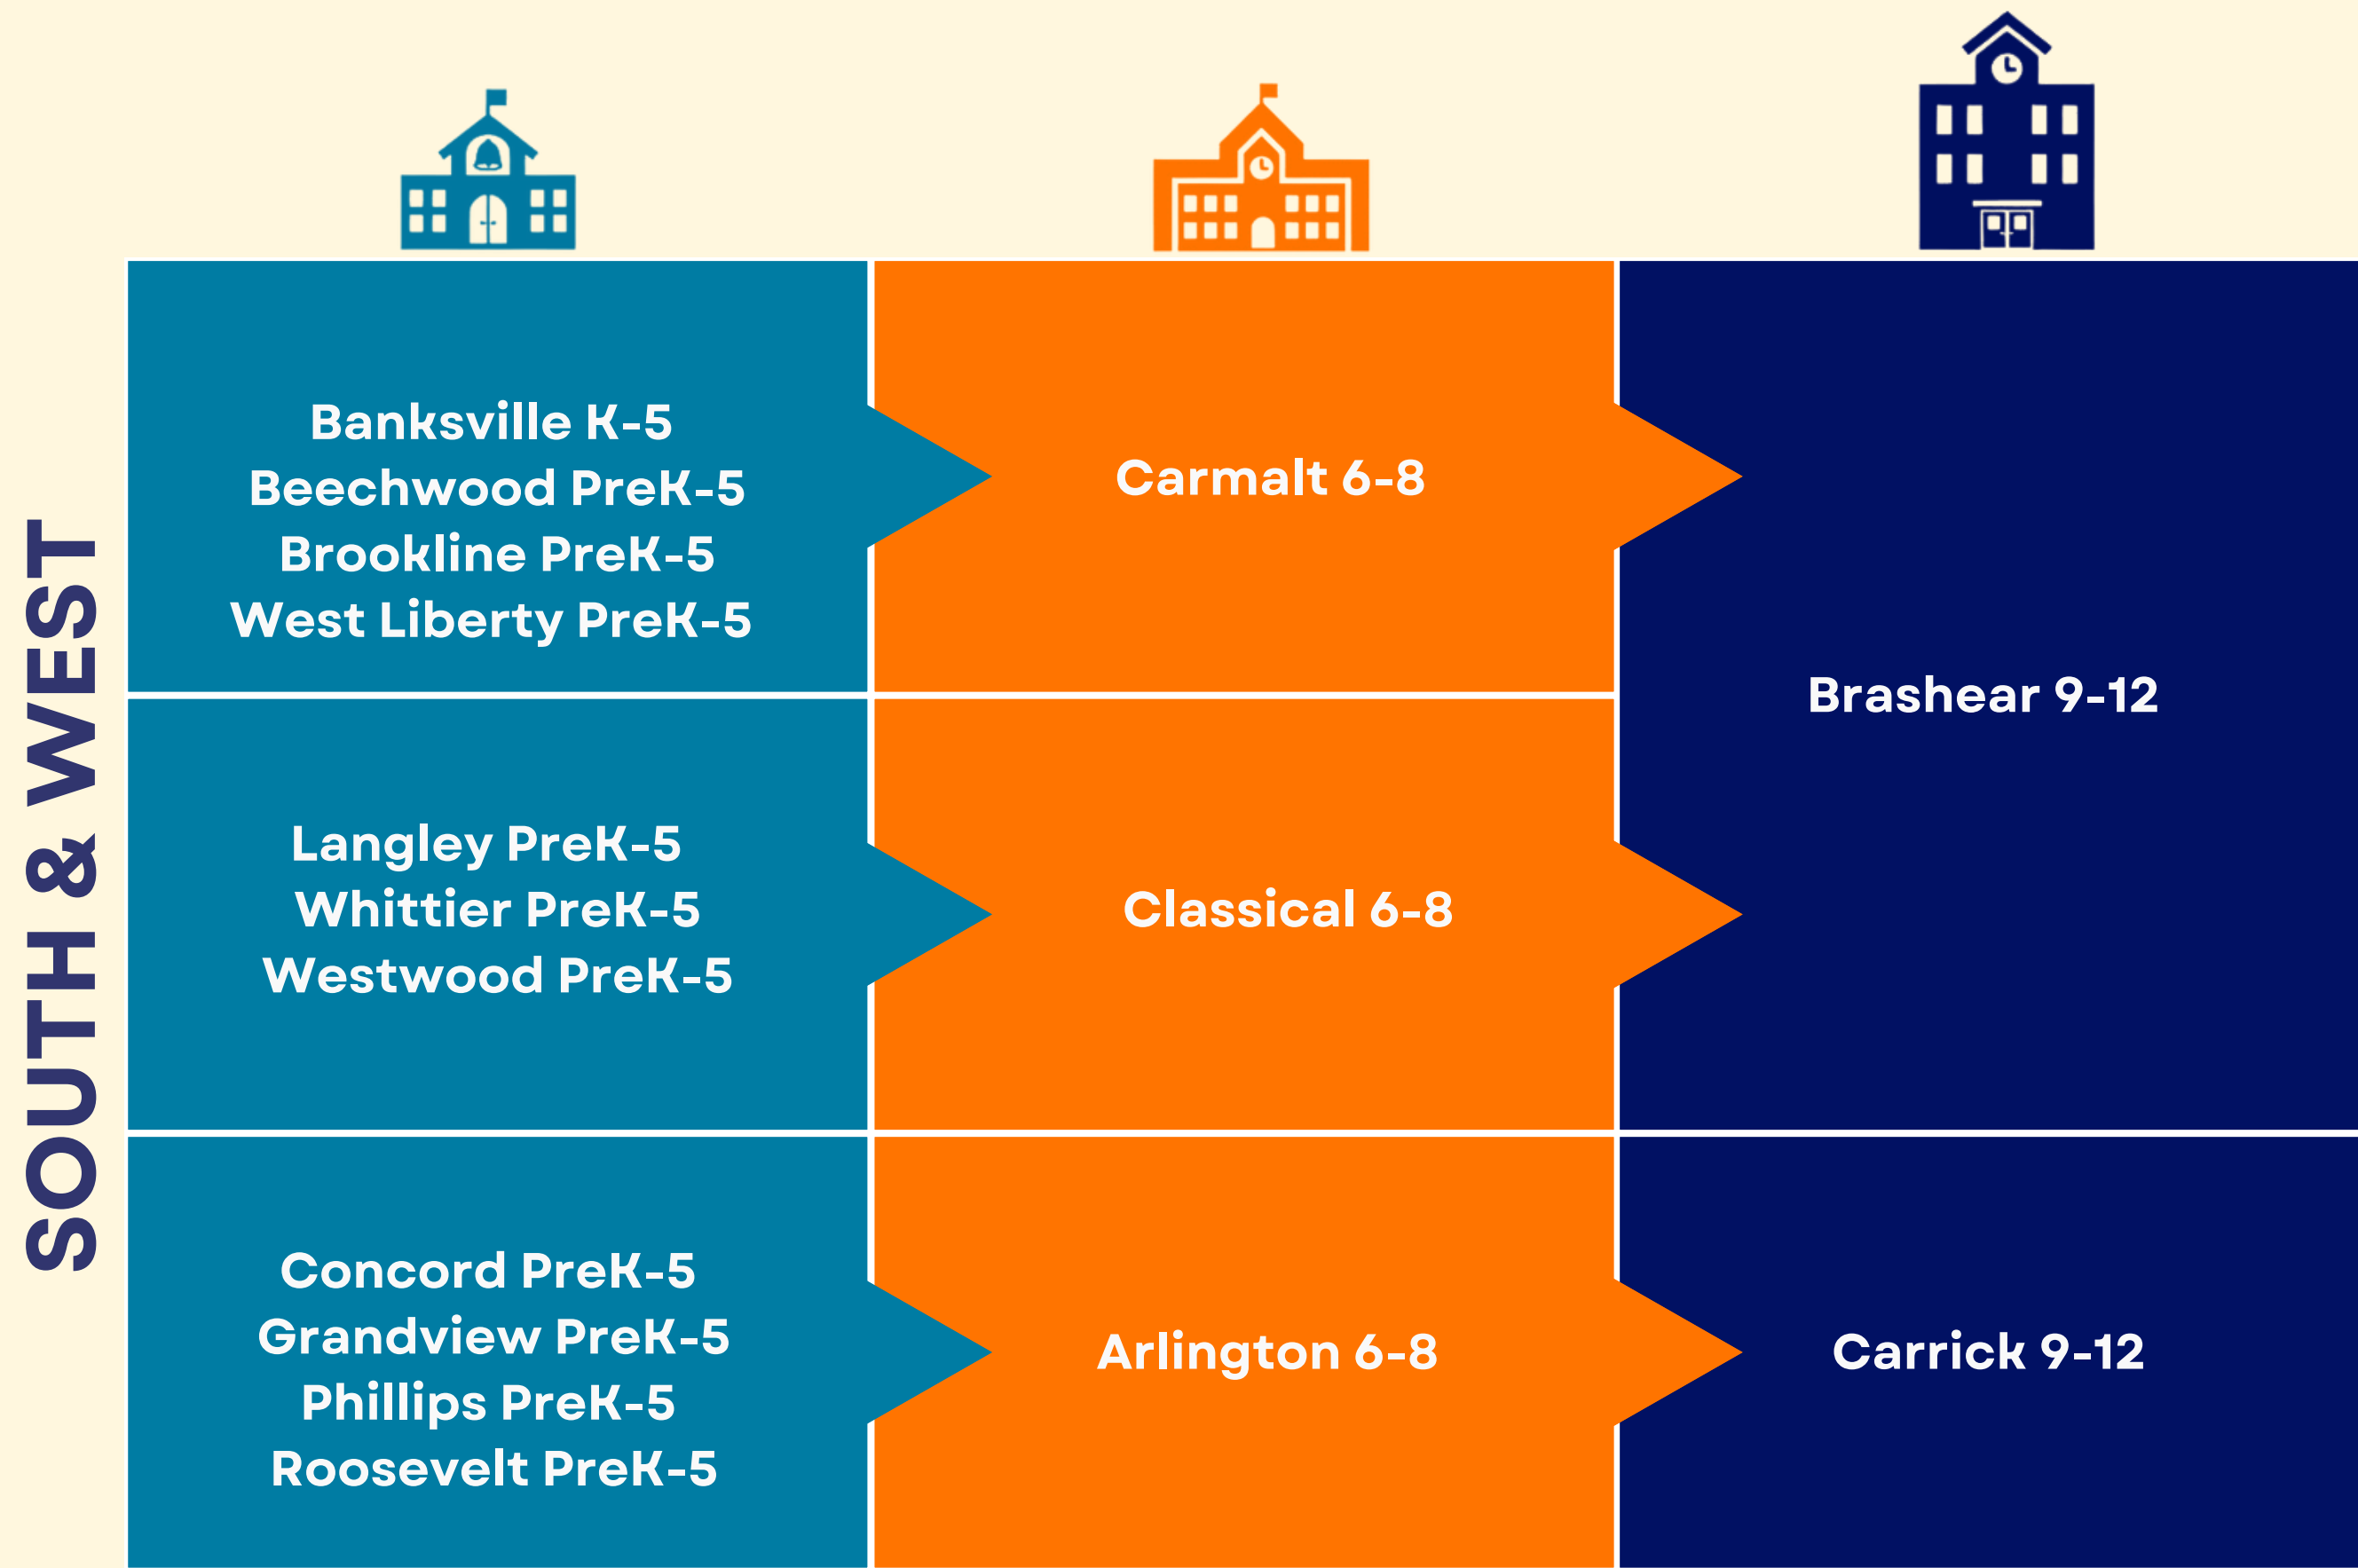 SOUTH & WEST
Banksville K-5
Beechwood PreK-5
Brookline PreK-5
West Liberty PreK-5
Carmalt 6-8
Brashear 9-12
Langley PreK-5
Whittier PreK-5
Westwood PreK-5
Classical 6-8
Concord PreK-5
Grandview PreK-5
Phillips PreK-5
Roosevelt PreK-5
Arlington 6-8
Carrick 9-12